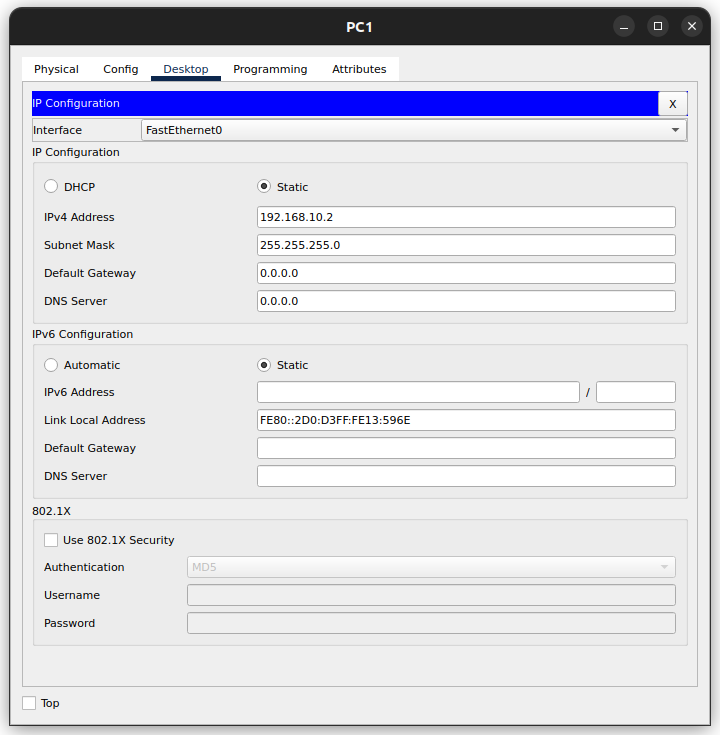 PC1
Physical Config Desktop Programming Attributes
IP Configuration X
Interface FastEthernet0
IP Configuration
DHCP Static
IPv4 Address 192.168.10.2
Subnet Mask 255.255.255.0
Default Gateway 0.0.0.0
DNS Server 0.0.0.0
IPv6 Configuration
Automatic Static
IPv6 Address /
Link Local Address FE80::2D0:D3FF:FE13:596E
Default Gateway
DNS Server
802.1X
Use 802.1X Security
Authentication MD5
Username
Password
Top